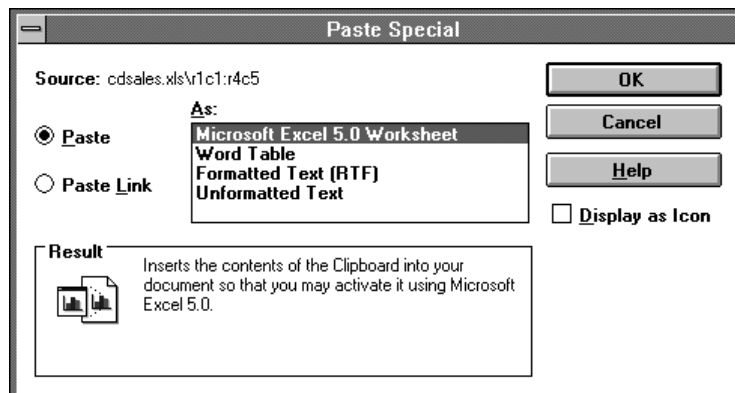 Paste Special
Source: cdsales.xls\r1c1:r4c5
As:
Paste
Paste Link
Microsoft Excel 5.0 Worksheet
Word Table
Formatted Text (RTF)
Unformatted Text
OK
Cancel
Help
Display as Icon
Result
Inserts the contents of the Clipboard into your
document so that you may activate it using Microsoft
Excel 5.0.